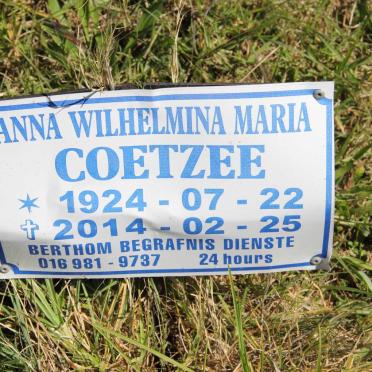 ANNA WILHELMINA MARIA
COETZEE
1924 - 07 - 22
2014 - 02 - 25
BERTHOM BEGRAFNIS DIENSTE
016 981 - 9737 24 hours